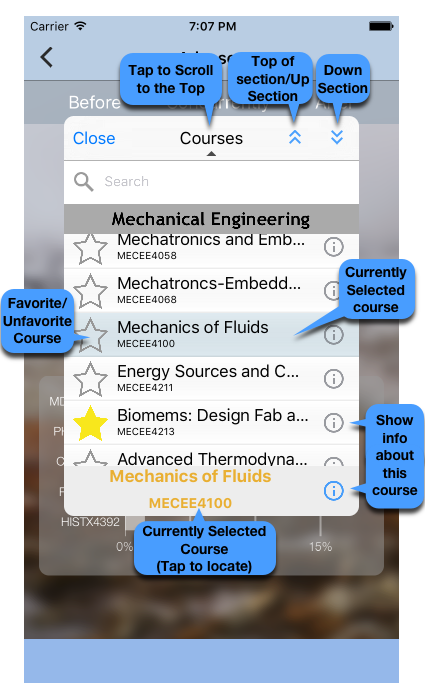 Carrier
7:07 PM
Tap to Scroll
to the Top
Top of
section/Up
Section
Down
Section
Before
Close
Courses
Search
Mechanical Engineering
Mechatronics and Emb...
MECEE4058
Mechatroncs-Embedd...
MECEE4068
Currently
Selected
course
Favorite/
Unfavorite
Course
Mechanics of Fluids
MECEE4100
Energy Sources and C...
MECEE4211
Biomems: Design Fab a...
MECEE4213
Show
info
about
this
course
Advanced Thermodyna...
Mechanics of Fluids
MECEE4100
HISTX4392
Currently Selected
Course
(Tap to locate)
0%
15%